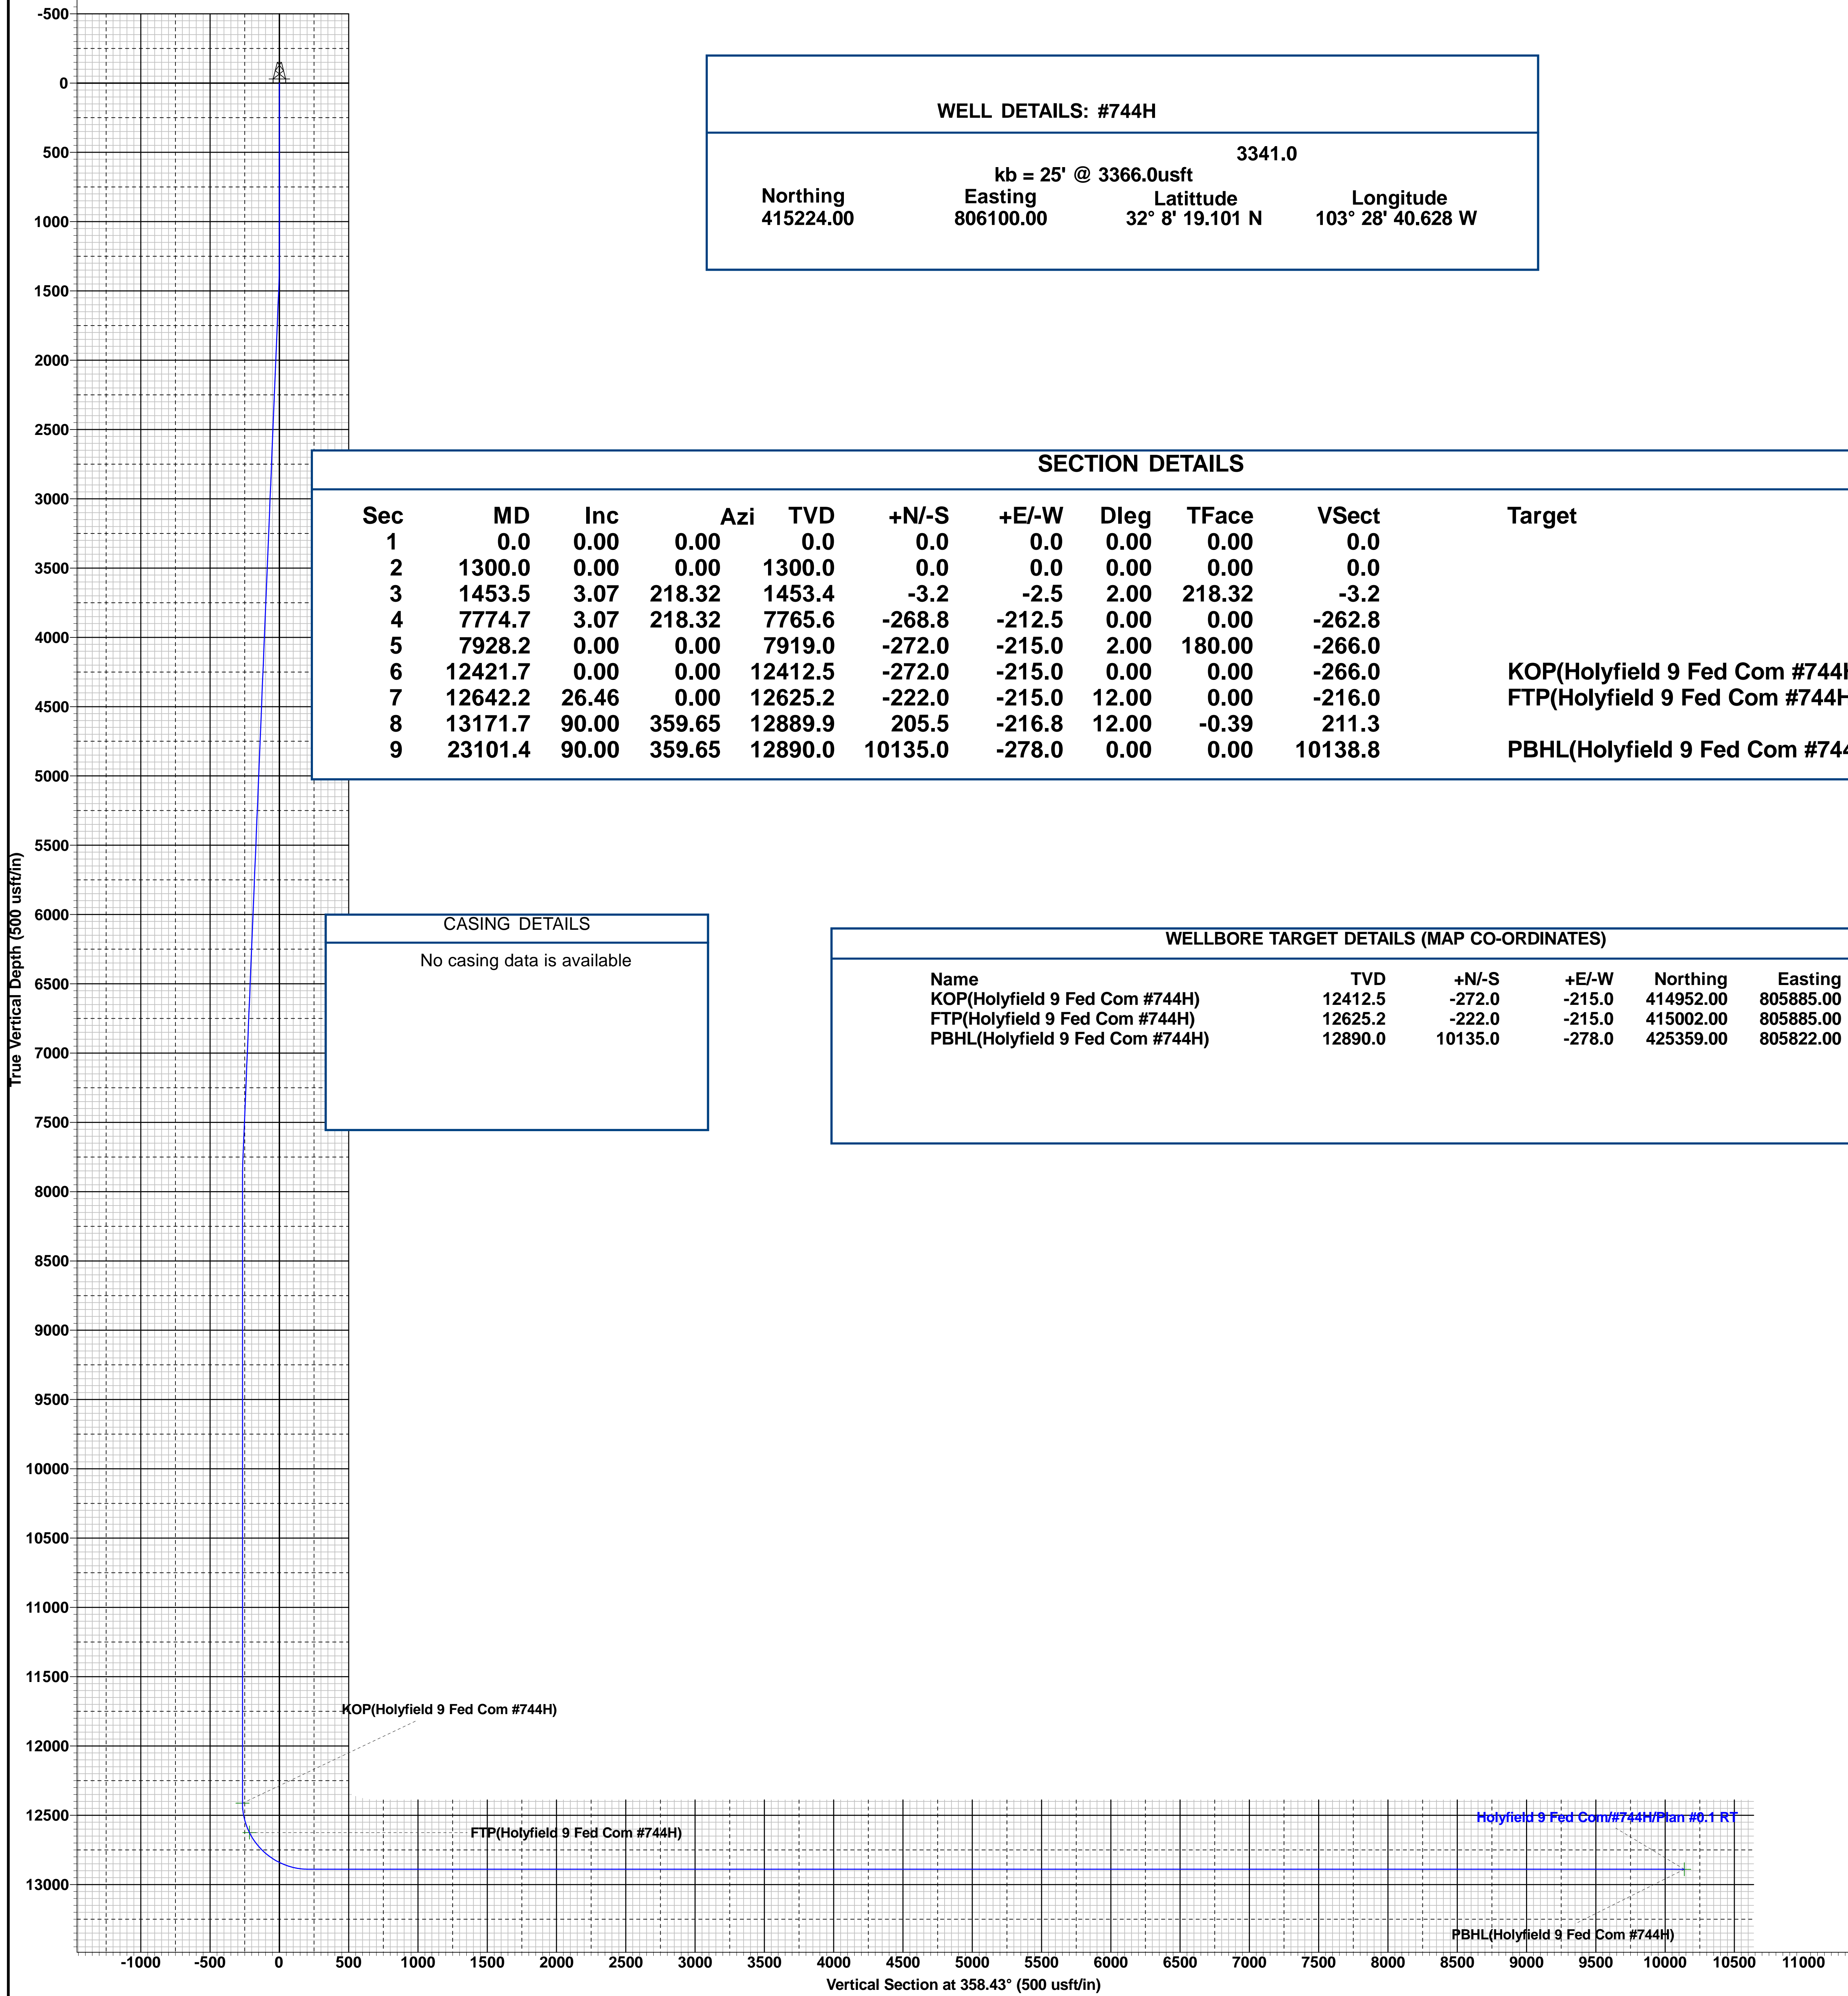 WELL DETAILS: #744H
3341.0
kb = 25' @ 3366.0usft
Northing Easting Latittude Longitude
415224.00 806100.00 32° 8' 19.101 N 103° 28' 40.628 W
SECTION DETAILS
Sec MD Inc Azi TVD +N/-S +E/-W Dleg TFace VSect Target
1 0.0 0.00 0.00 0.0 0.0 0.0 0.00 0.00 0.0
2 1300.0 0.00 0.00 1300.0 0.0 0.0 0.00 0.00 0.0
3 1453.5 3.07 218.32 1453.4 -3.2 -2.5 2.00 218.32 -3.2
4 7774.7 3.07 218.32 7765.6 -268.8 -212.5 0.00 0.00 -262.8
5 7928.2 0.00 0.00 7919.0 -272.0 -215.0 2.00 180.00 -266.0
6 12421.7 0.00 0.00 12412.5 -272.0 -215.0 0.00 0.00 -266.0 KOP(Holyfield 9 Fed Com #744H
7 12642.2 26.46 0.00 12625.2 -222.0 -215.0 12.00 0.00 -216.0 FTP(Holyfield 9 Fed Com #744H
8 13171.7 90.00 359.65 12889.9 205.5 -216.8 12.00 -0.39 211.3
9 23101.4 90.00 359.65 12890.0 10135.0 -278.0 0.00 0.00 10138.8 PBHL(Holyfield 9 Fed Com #744
CASING DETAILS
No casing data is available
WELLBORE TARGET DETAILS (MAP CO-ORDINATES)
Name TVD +N/-S +E/-W Northing Easting
KOP(Holyfield 9 Fed Com #744H) 12412.5 -272.0 -215.0 414952.00 805885.00
FTP(Holyfield 9 Fed Com #744H) 12625.2 -222.0 -215.0 415002.00 805885.00
PBHL(Holyfield 9 Fed Com #744H) 12890.0 10135.0 -278.0 425359.00 805822.00
True Vertical Depth (500 usft/in)
-500
0
500
1000
1500
2000
2500
3000
3500
4000
4500
5000
5500
6000
6500
7000
7500
8000
8500
9000
9500
10000
10500
11000
11500
12000
12500
13000
KOP(Holyfield 9 Fed Com #744H)
Holyfield 9 Fed Com/#744H/Plan #0.1 RT
FTP(Holyfield 9 Fed Com #744H)
PBHL(Holyfield 9 Fed Com #744H)
-1000 -500 0 500 1000 1500 2000 2500 3000 3500 4000 4500 5000 5500 6000 6500 7000 7500 8000 8500 9000 9500 10000 10500 11000
Vertical Section at 358.43° (500 usft/in)